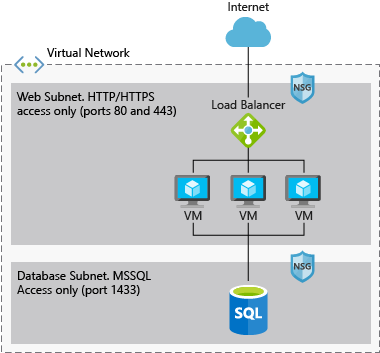 Internet
Virtual Network
NSG
Web Subnet. HTTP/HTTPS
access only (ports 80 and 443)
Load Balancer
VM VM VM
NSG
Database Subnet. MSSQL
Access only (port 1433)
SQL